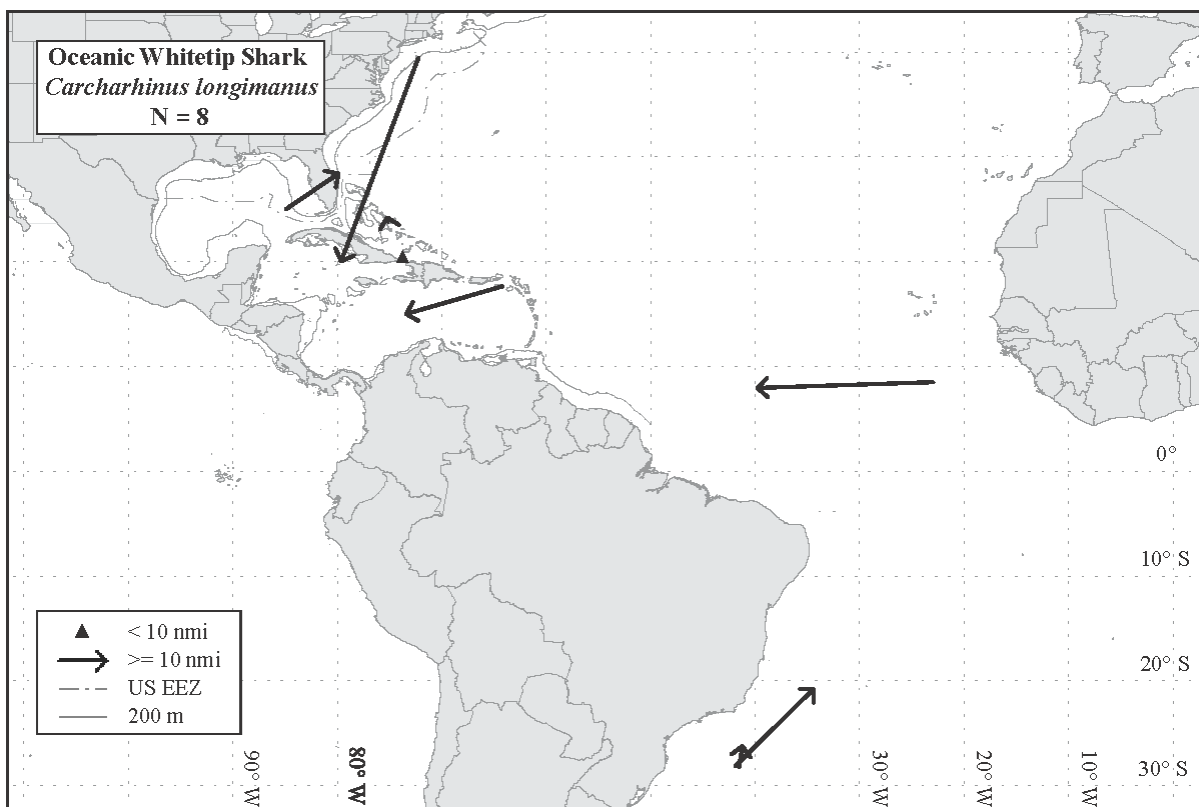 Oceanic Whitetip Shark
Carcharhinus longimanus
N = 8
0°
10° S
20° S
30° S
< 10 nmi
>= 10 nmi
US EEZ
200 m
90° W
80° W
30° W
20° W
10° W